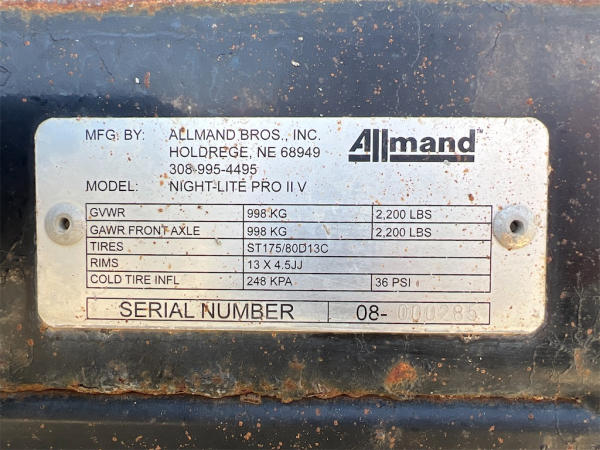 MFG. BY: ALLMAND BROS., INC.
HOLDREGE, NE 68949
308-995-4495
Allmand™
MODEL: NIGHT-LITE PRO II V
GVWR 998 KG 2,200 LBS
GAWR FRONT AXLE 998 KG 2,200 LBS
TIRES ST175/80D13C
RIMS 13 X 4.5JJ
COLD TIRE INFL 248 KPA 36 PSI
SERIAL NUMBER 08-000285